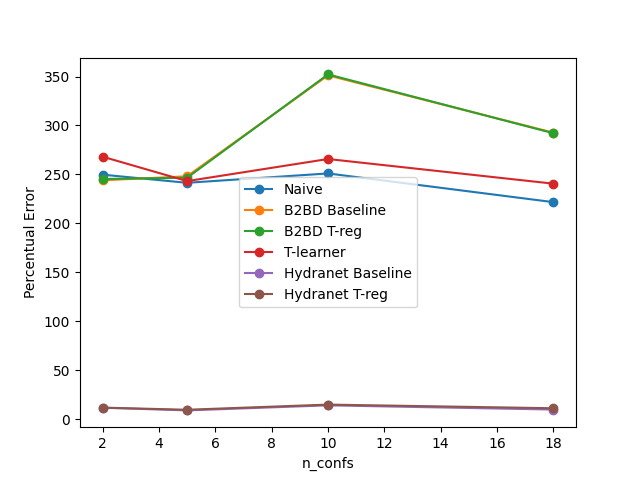 350
300
250
200
150
100
50
0
Percentual Error
Naive
B2BD Baseline
B2BD T-reg
T-learner
Hydranet Baseline
Hydranet T-reg
2 4 6 8 10 12 14 16 18
n_confs